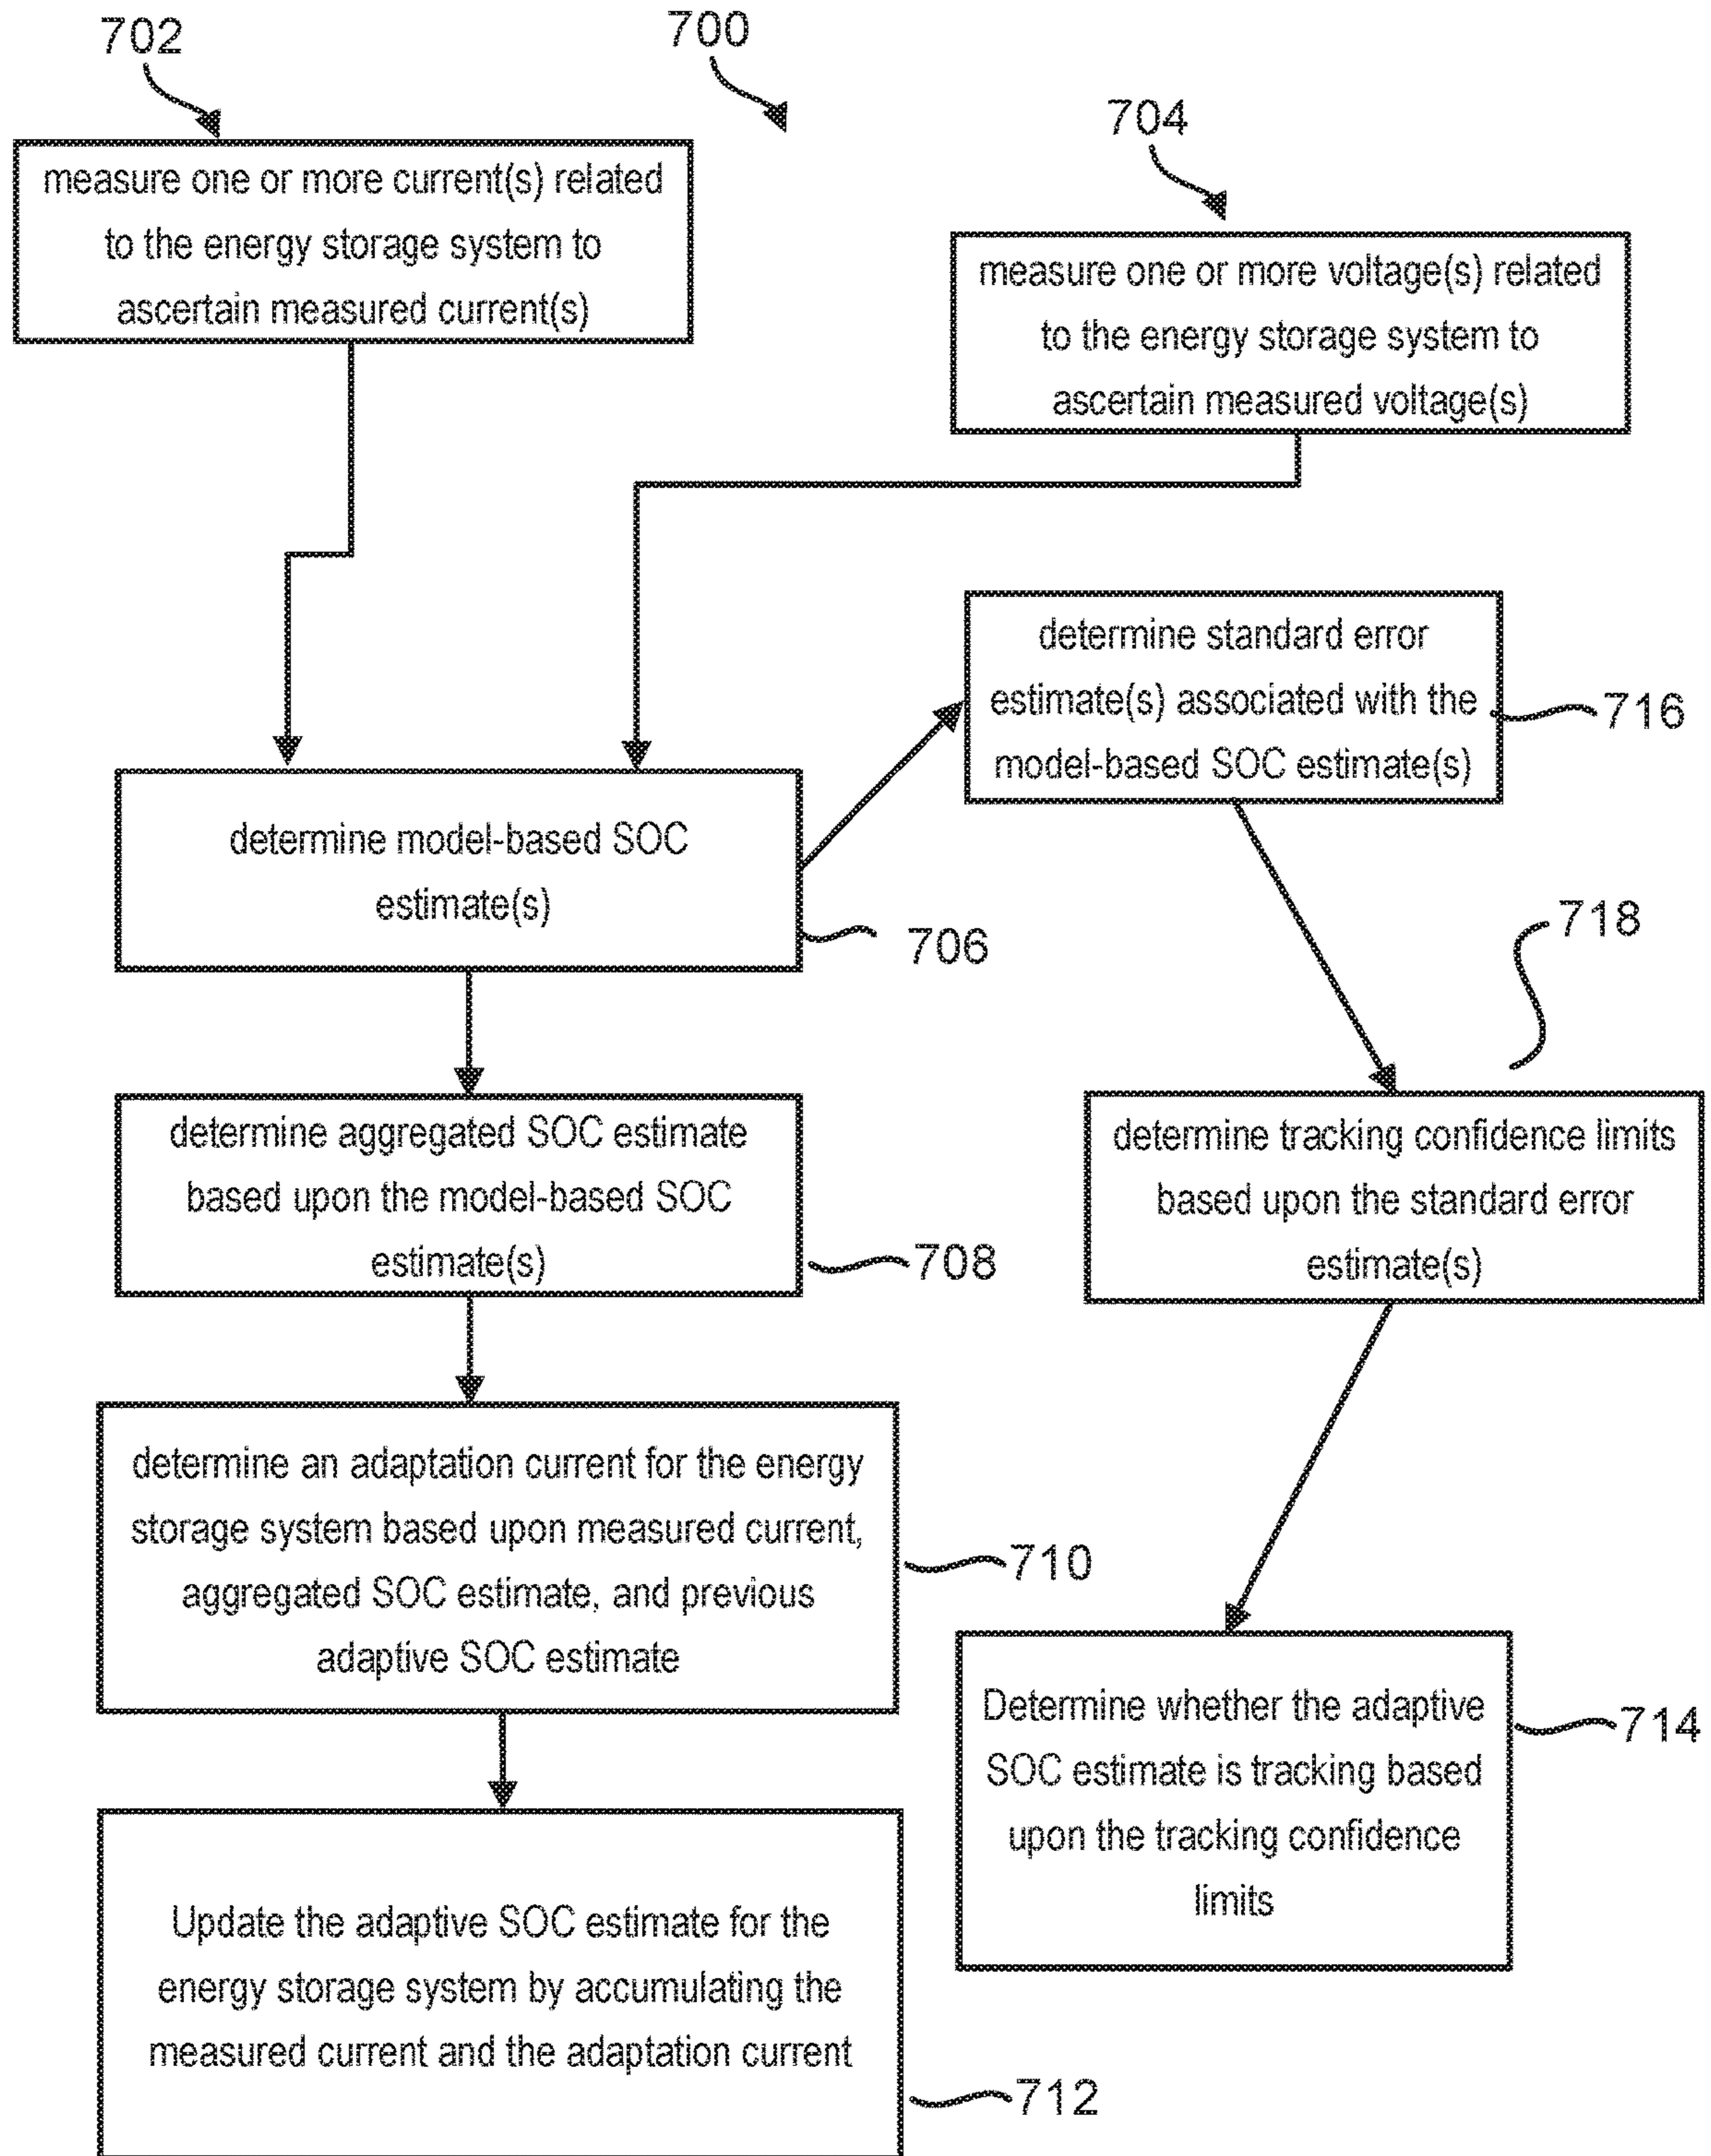 702
700
704
measure one or more current(s) related
to the energy storage system to
ascertain measured current(s)
measure one or more voltage(s) related
to the energy storage system to
ascertain measured voltage(s)
determine standard error
estimate(s) associated with the
model-based SOC estimate(s)
716
determine model-based SOC
estimate(s)
706
718
determine aggregated SOC estimate
based upon the model-based SOC
estimate(s)
708
determine tracking confidence limits
based upon the standard error
estimate(s)
determine an adaptation current for the energy
storage system based upon measured current,
aggregated SOC estimate, and previous
adaptive SOC estimate
710
Determine whether the adaptive
SOC estimate is tracking based
upon the tracking confidence
limits
714
Update the adaptive SOC estimate for the
energy storage system by accumulating the
measured current and the adaptation current
712